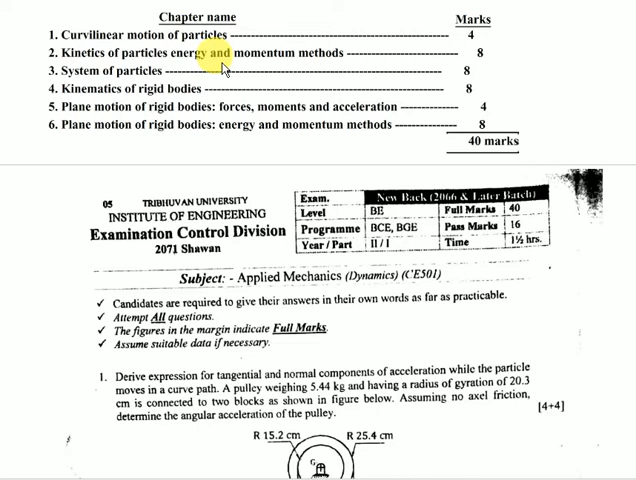 Chapter name Marks
1. Curvilinear motion of particles 4
2. Kinetics of particles energy and momentum methods 8
3. System of particles 8
4. Kinematics of rigid bodies 8
5. Plane motion of rigid bodies: forces, moments and acceleration 4
6. Plane motion of rigid bodies: energy and momentum methods 8
40 marks
05 TRIBHUVAN UNIVERSITY
INSTITUTE OF ENGINEERING
Examination Control Division
2071 Shawan
Exam. New Back (2066 & Later Batch)
Level BE Full Marks 40
Programme BCE, BGE Pass Marks 16
Year / Part II / I Time 1½ hrs.
Subject: - Applied Mechanics (Dynamics) (CE501)
✓ Candidates are required to give their answers in their own words as far as practicable.
✓ Attempt All questions.
✓ The figures in the margin indicate Full Marks.
✓ Assume suitable data if necessary.
1. Derive expression for tangential and normal components of acceleration while the particle
moves in a curve path. A pulley weighing 5.44 kg and having a radius of gyration of 20.3
cm is connected to two blocks as shown in figure below. Assuming no axel friction,
determine the angular acceleration of the pulley. [4+4]
R 15.2 cm R 25.4 cm
G